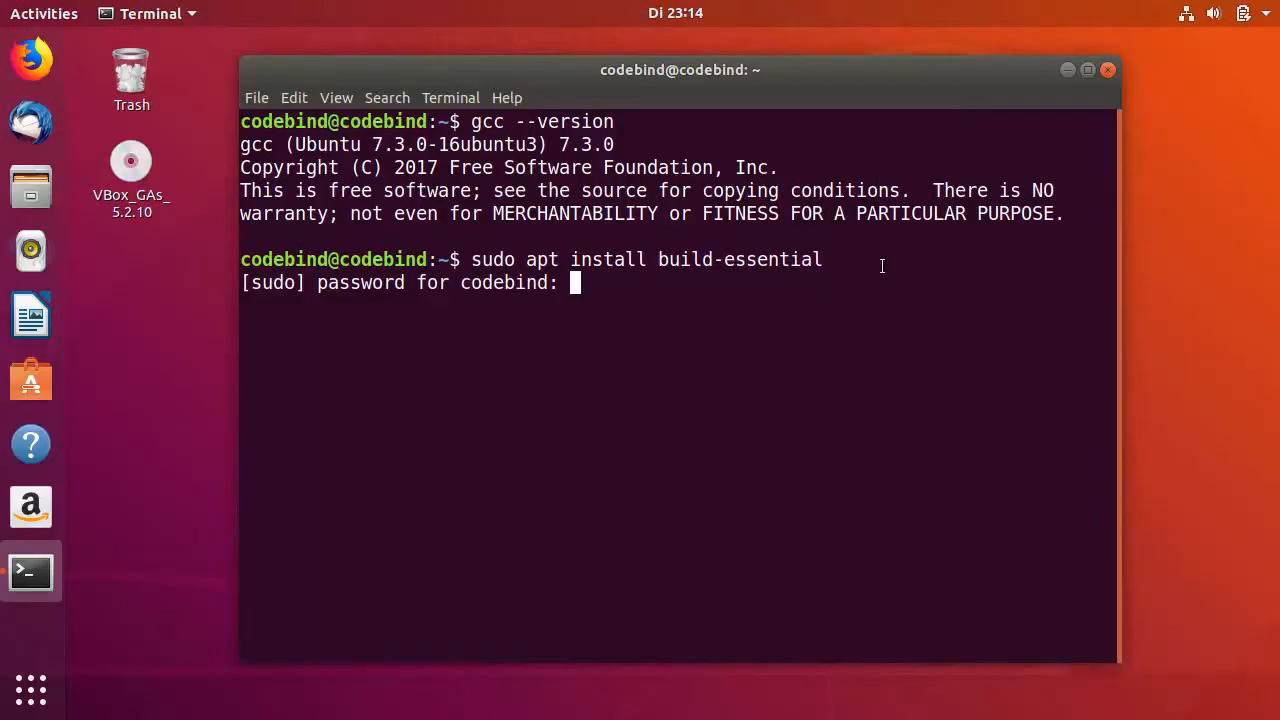 Activities Terminal Di 23:14
Trash
VBox_GAs_
5.2.10
codebind@codebind: ~
File Edit View Search Terminal Help
codebind@codebind:~$ gcc --version
gcc (Ubuntu 7.3.0-16ubuntu3) 7.3.0
Copyright (C) 2017 Free Software Foundation, Inc.
This is free software; see the source for copying conditions.  There is NO
warranty; not even for MERCHANTABILITY or FITNESS FOR A PARTICULAR PURPOSE.
codebind@codebind:~$ sudo apt install build-essential
[sudo] password for codebind: